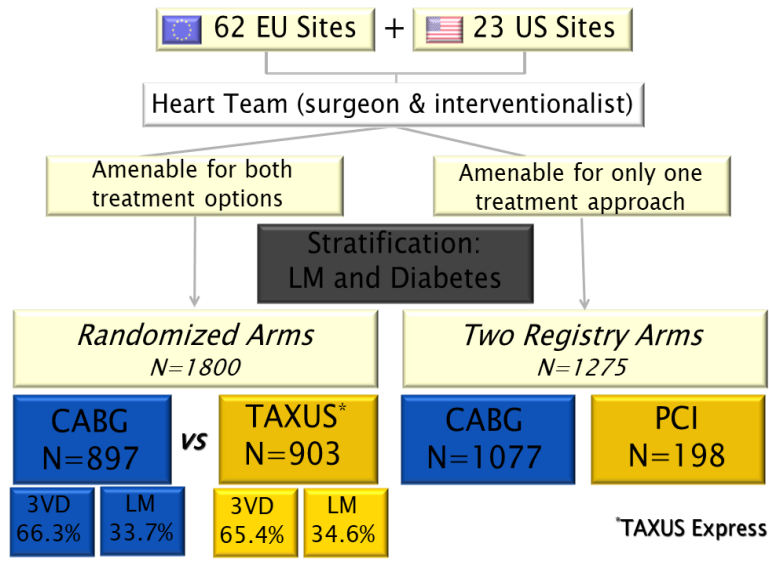 62 EU Sites + 23 US Sites
Heart Team (surgeon & interventionalist)
Amenable for both
treatment options
Amenable for only one
treatment approach
Stratification:
LM and Diabetes
Randomized Arms
N=1800
Two Registry Arms
N=1275
CABG
N=897
vs
TAXUS*
N=903
CABG
N=1077
PCI
N=198
3VD
66.3%
LM
33.7%
3VD
65.4%
LM
34.6%
*TAXUS Express